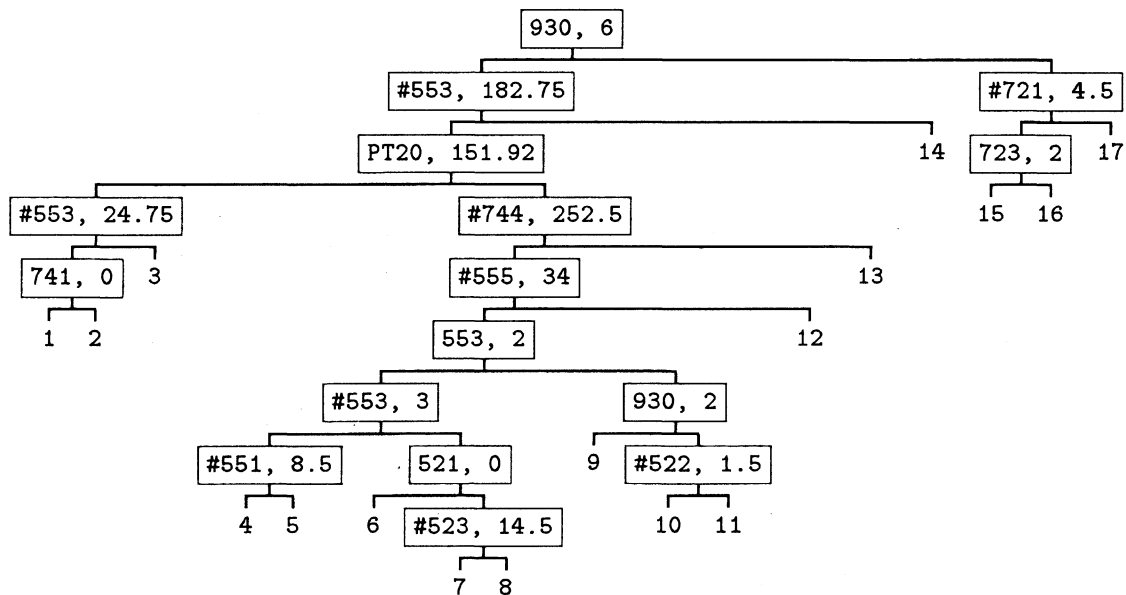 930, 6
#553, 182.75 #721, 4.5
PT20, 151.92 14 723, 2 17
#553, 24.75 #744, 252.5 15 16
741, 0 3 #555, 34 13
1 2 553, 2 12
#553, 3 930, 2
#551, 8.5 521, 0 9 #522, 1.5
4 5 6 #523, 14.5 10 11
7 8